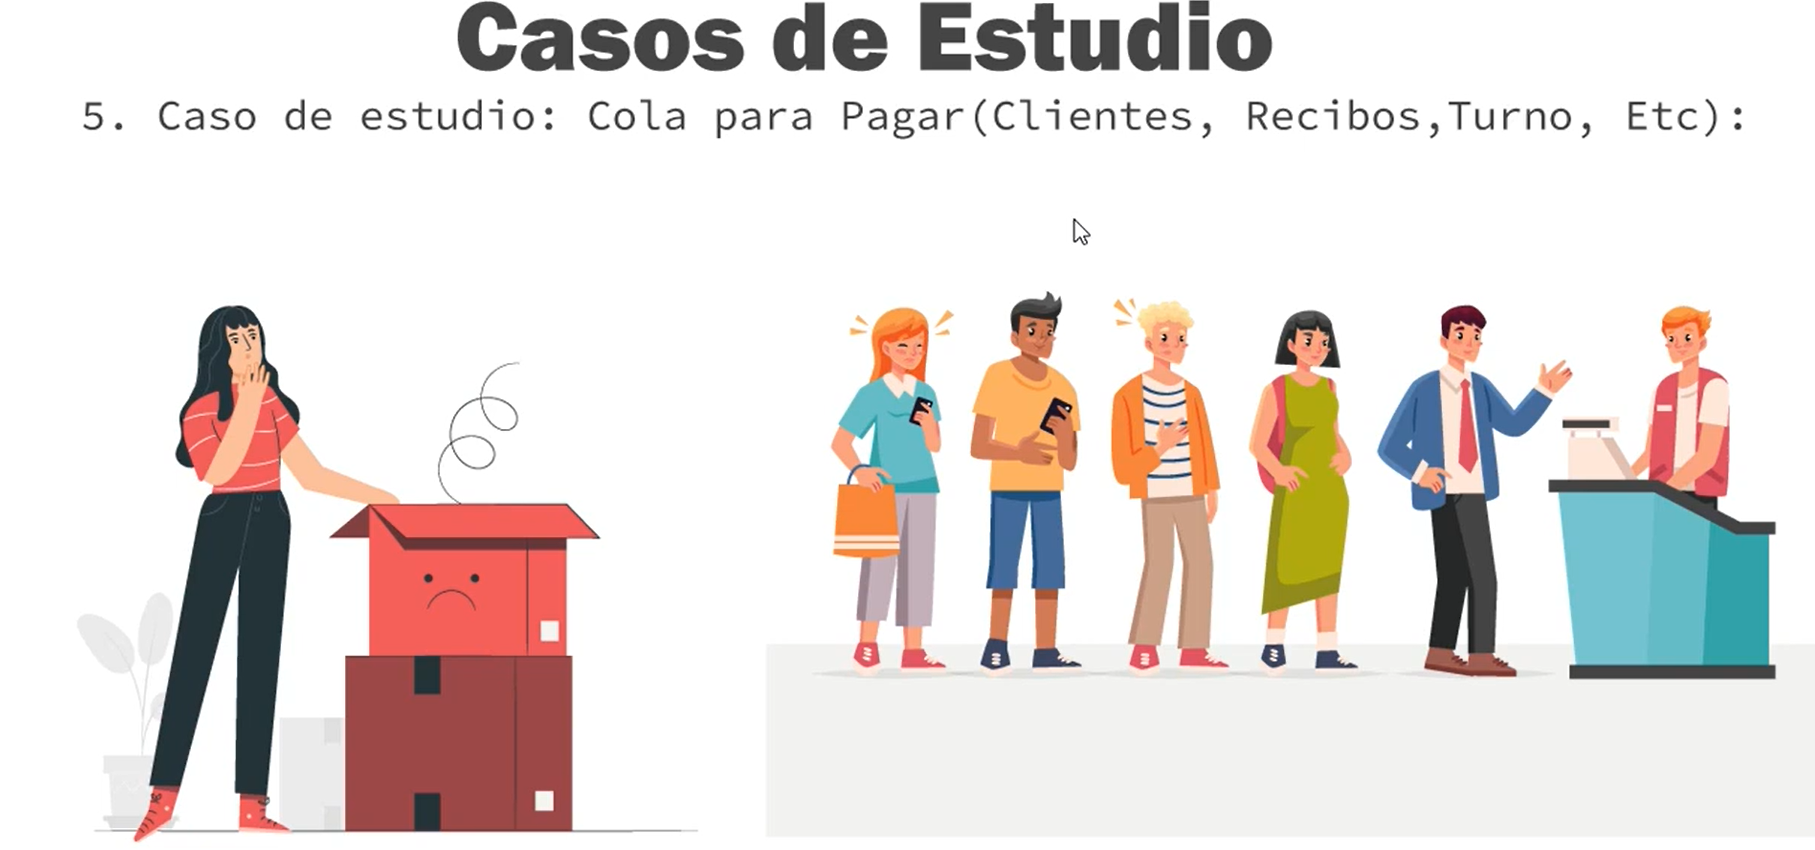 Casos de Estudio
5. Caso de estudio: Cola para Pagar(Clientes, Recibos,Turno, Etc):